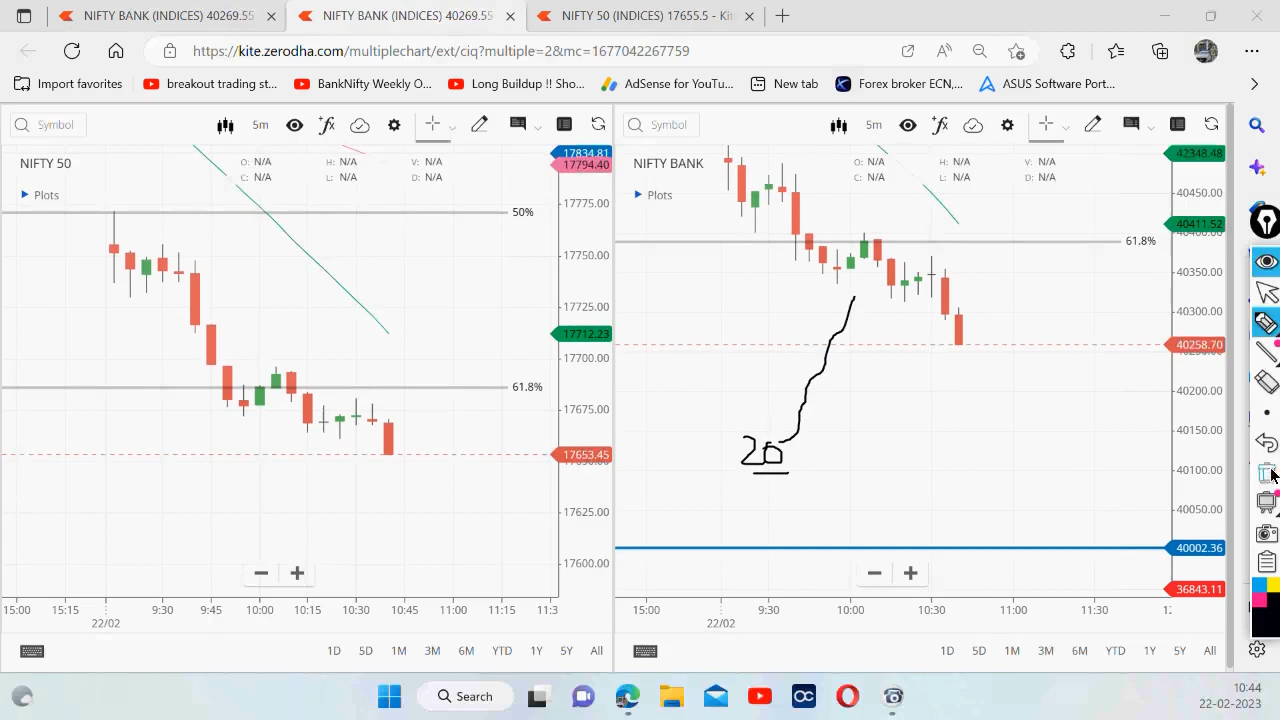 NIFTY BANK (INDICES) 40269.55
NIFTY BANK (INDICES) 40269.55
NIFTY 50 (INDICES) 17655.5 - Kit
https://kite.zerodha.com/multiplechart/ext/ciq?multiple=2&mc=1677042267759
Import favorites
breakout trading st...
BankNifty Weekly O...
Long Buildup !! Sho...
AdSense for YouTu...
New tab
Forex broker ECN,...
ASUS Software Port...
Symbol
5m
NIFTY 50
O: N/A H: N/A V: N/A
C: N/A L: N/A D: N/A
Plots
17834.81
17794.40
17775.00
50%
17750.00
17725.00
17712.23
17700.00
61.8%
17675.00
17653.45
17625.00
17600.00
15:00 15:15 9:30 9:45 10:00 10:15 10:30 10:45 11:00 11:15 11:3
22/02
1D 5D 1M 3M 6M YTD 1Y 5Y All
Symbol
5m
NIFTY BANK
O: N/A H: N/A V: N/A
C: N/A L: N/A D: N/A
Plots
42348.48
40450.00
40411.52
40400.00
61.8%
40350.00
40300.00
40258.70
40200.00
40150.00
20
40100.00
40050.00
40002.36
36843.11
15:00 9:30 10:00 10:30 11:00 11:30 1:
22/02
1D 5D 1M 3M 6M YTD 1Y 5Y All
Search
OC
10:44
22-02-2023